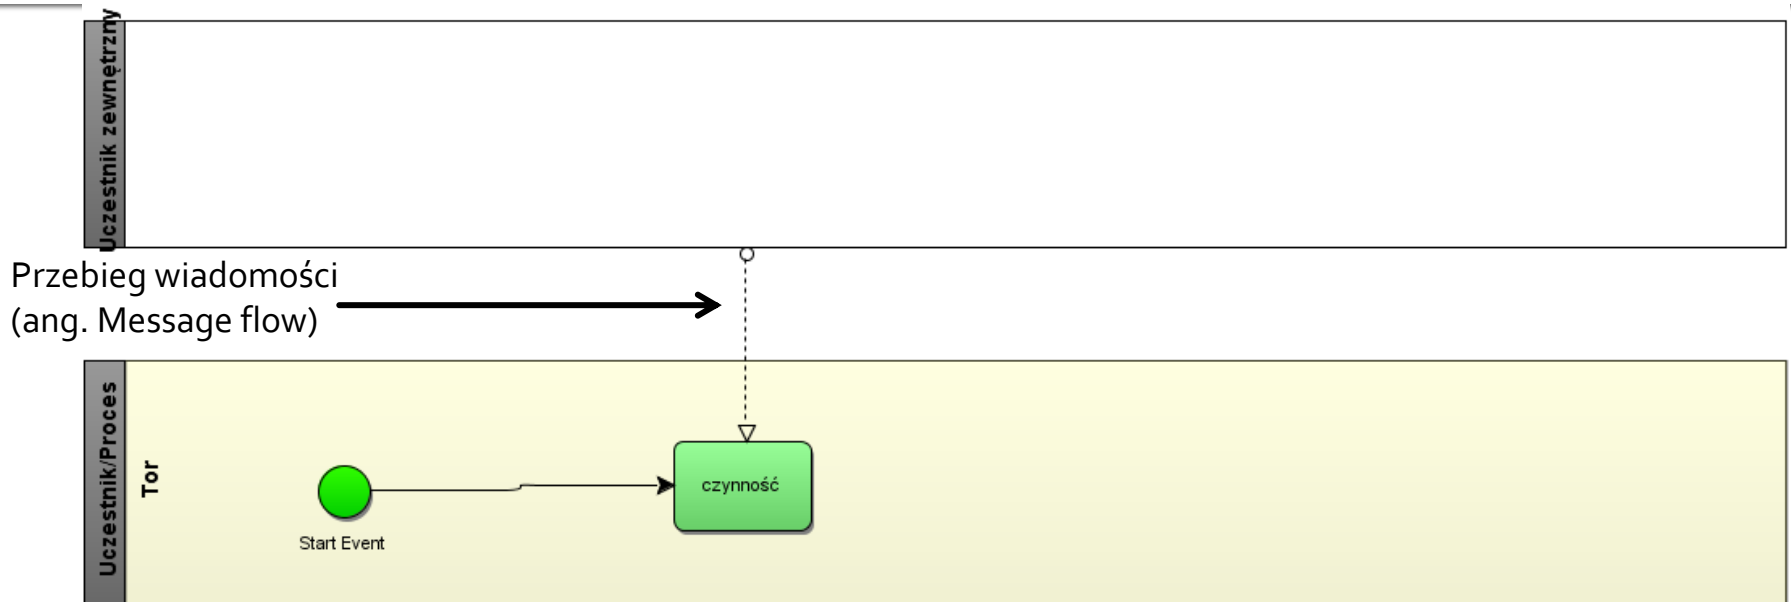 Uczestnik zewnętrzny
Przebieg wiadomości
(ang. Message flow)
Uczestnik/Proces
Tor
czynność
Start Event